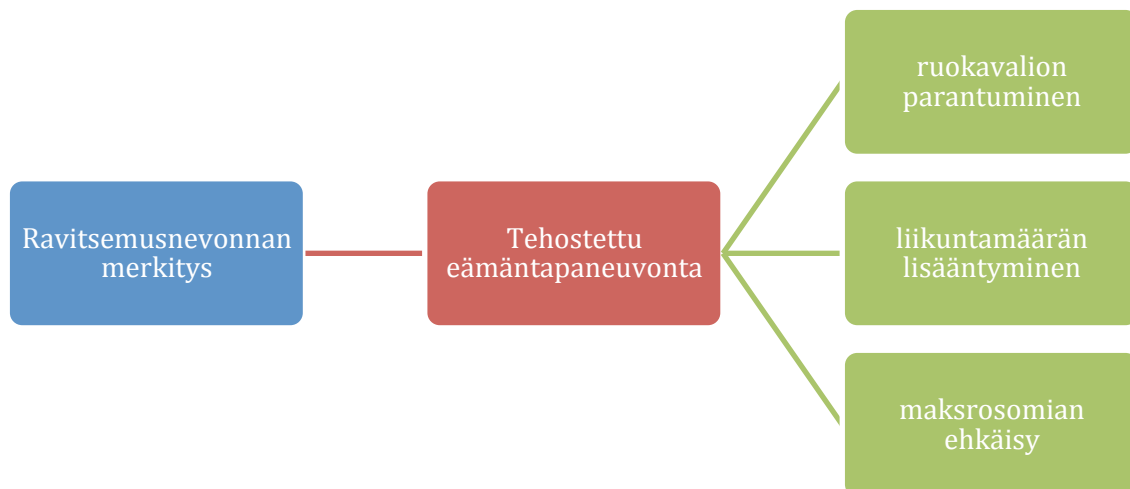 Ravitsemusnevonnan
merkitys
Tehostettu
eämäntapaneuvonta
ruokavalion
parantuminen
liikuntamäärän
lisääntyminen
maksrosomian
ehkäisy